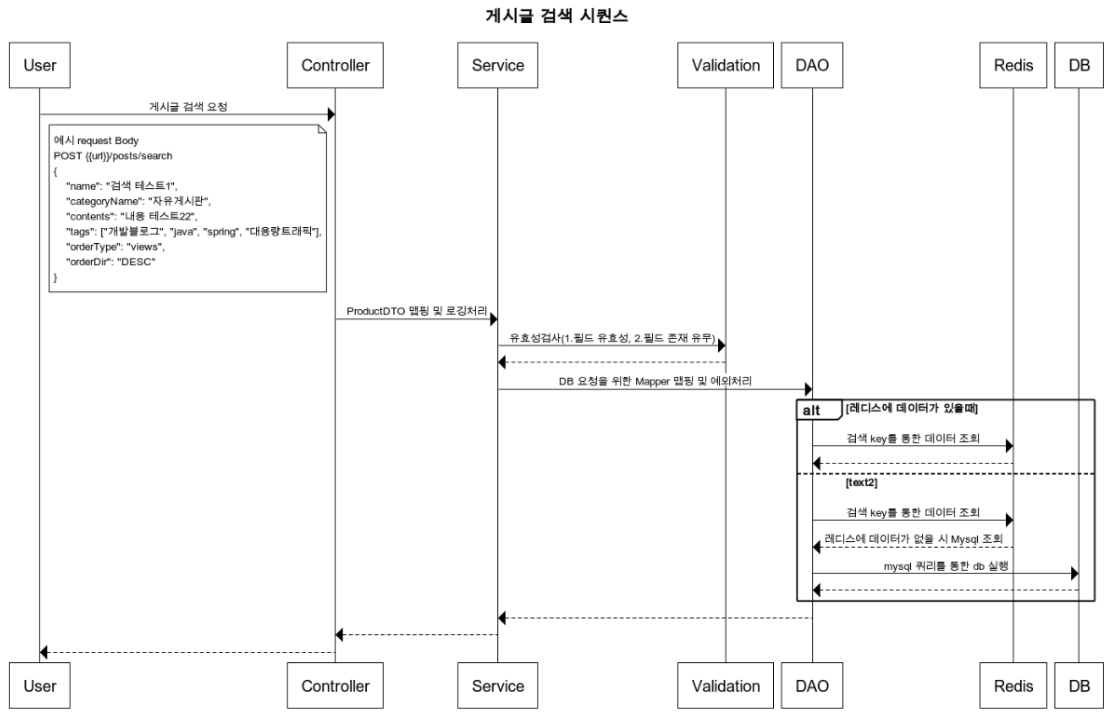 게시글 검색 시퀀스
User
Controller
Service
Validation
DAO
Redis
DB
게시글 검색 요청
예시 request Body
POST {{url}}/posts/search
{
"name": "검색 테스트1",
"categoryName": "자유게시판",
"contents": "내용 테스트22",
"tags": ["개발블로그", "java", "spring", "대용량트래픽"],
"orderType": "views",
"orderDir": "DESC"
}
ProductDTO 맵핑 및 로깅처리
유효성검사(1.필드 유효성, 2.필드 존재 유무)
DB 요청을 위한 Mapper 맵핑 및 예외처리
alt
[레디스에 데이터가 있을때]
검색 key를 통한 데이터 조회
[text2]
검색 key를 통한 데이터 조회
레디스에 데이터가 없을 시 Mysql 조회
mysql 쿼리를 통한 db 실행
User
Controller
Service
Validation
DAO
Redis
DB